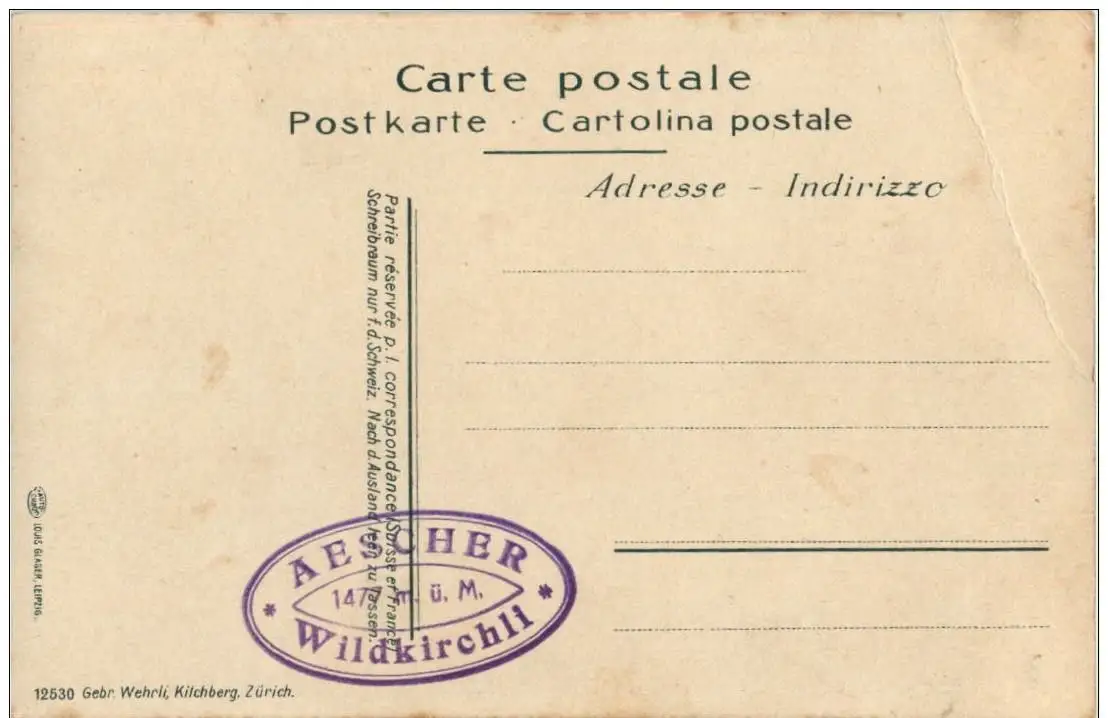 Carte postale
Postkarte · Cartolina postale
Adresse - Indirizzo
Partie réservée p. l. correspondance (Suisse et France)
Schreibraum nur f. d. Schweiz. Nach d. Ausland leer zu lassen.
AESCHER
m. ü. M.
* *
Wildkirchli
LOUIS GLASER, LEIPZIG.
12530 Gebr. Wehrli, Kilchberg, Zürich.